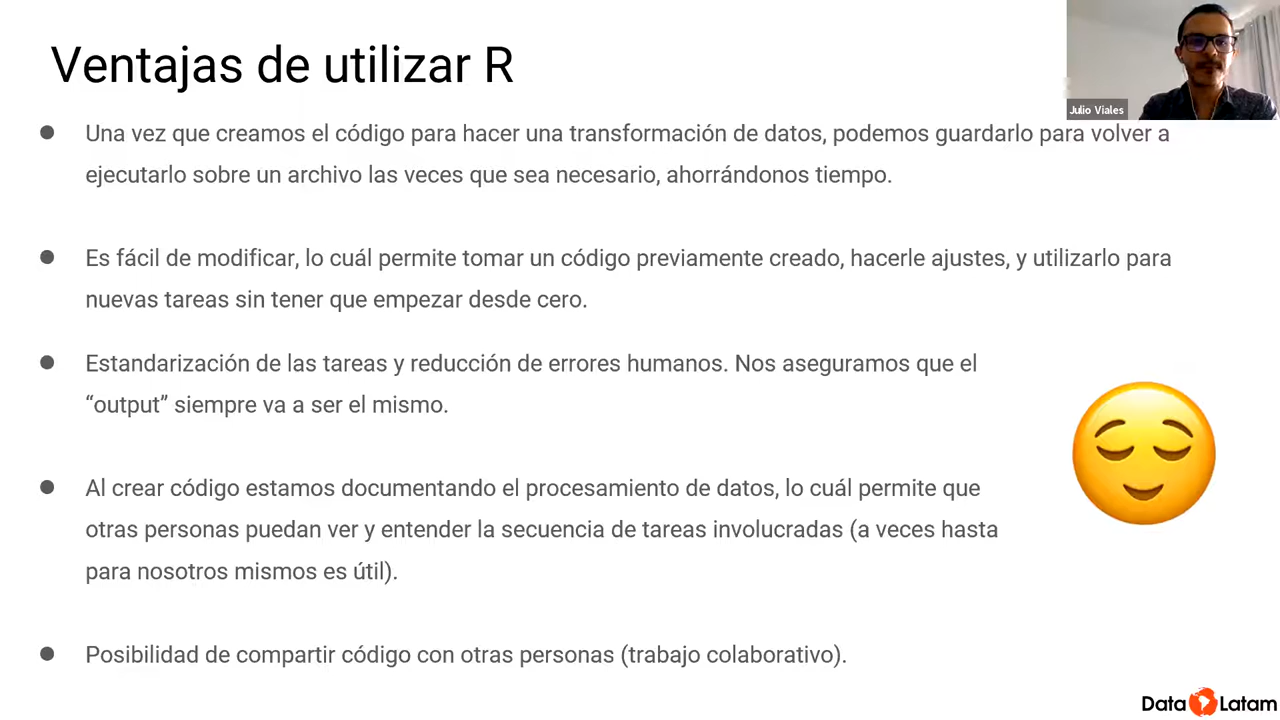 Ventajas de utilizar R
Julio Viales
● Una vez que creamos el código para hacer una transformación de datos, podemos guardarlo para volver a
ejecutarlo sobre un archivo las veces que sea necesario, ahorrándonos tiempo.
● Es fácil de modificar, lo cuál permite tomar un código previamente creado, hacerle ajustes, y utilizarlo para
nuevas tareas sin tener que empezar desde cero.
● Estandarización de las tareas y reducción de errores humanos. Nos aseguramos que el
“output” siempre va a ser el mismo.
● Al crear código estamos documentando el procesamiento de datos, lo cuál permite que
otras personas puedan ver y entender la secuencia de tareas involucradas (a veces hasta
para nosotros mismos es útil).
● Posibilidad de compartir código con otras personas (trabajo colaborativo).
Data Latam